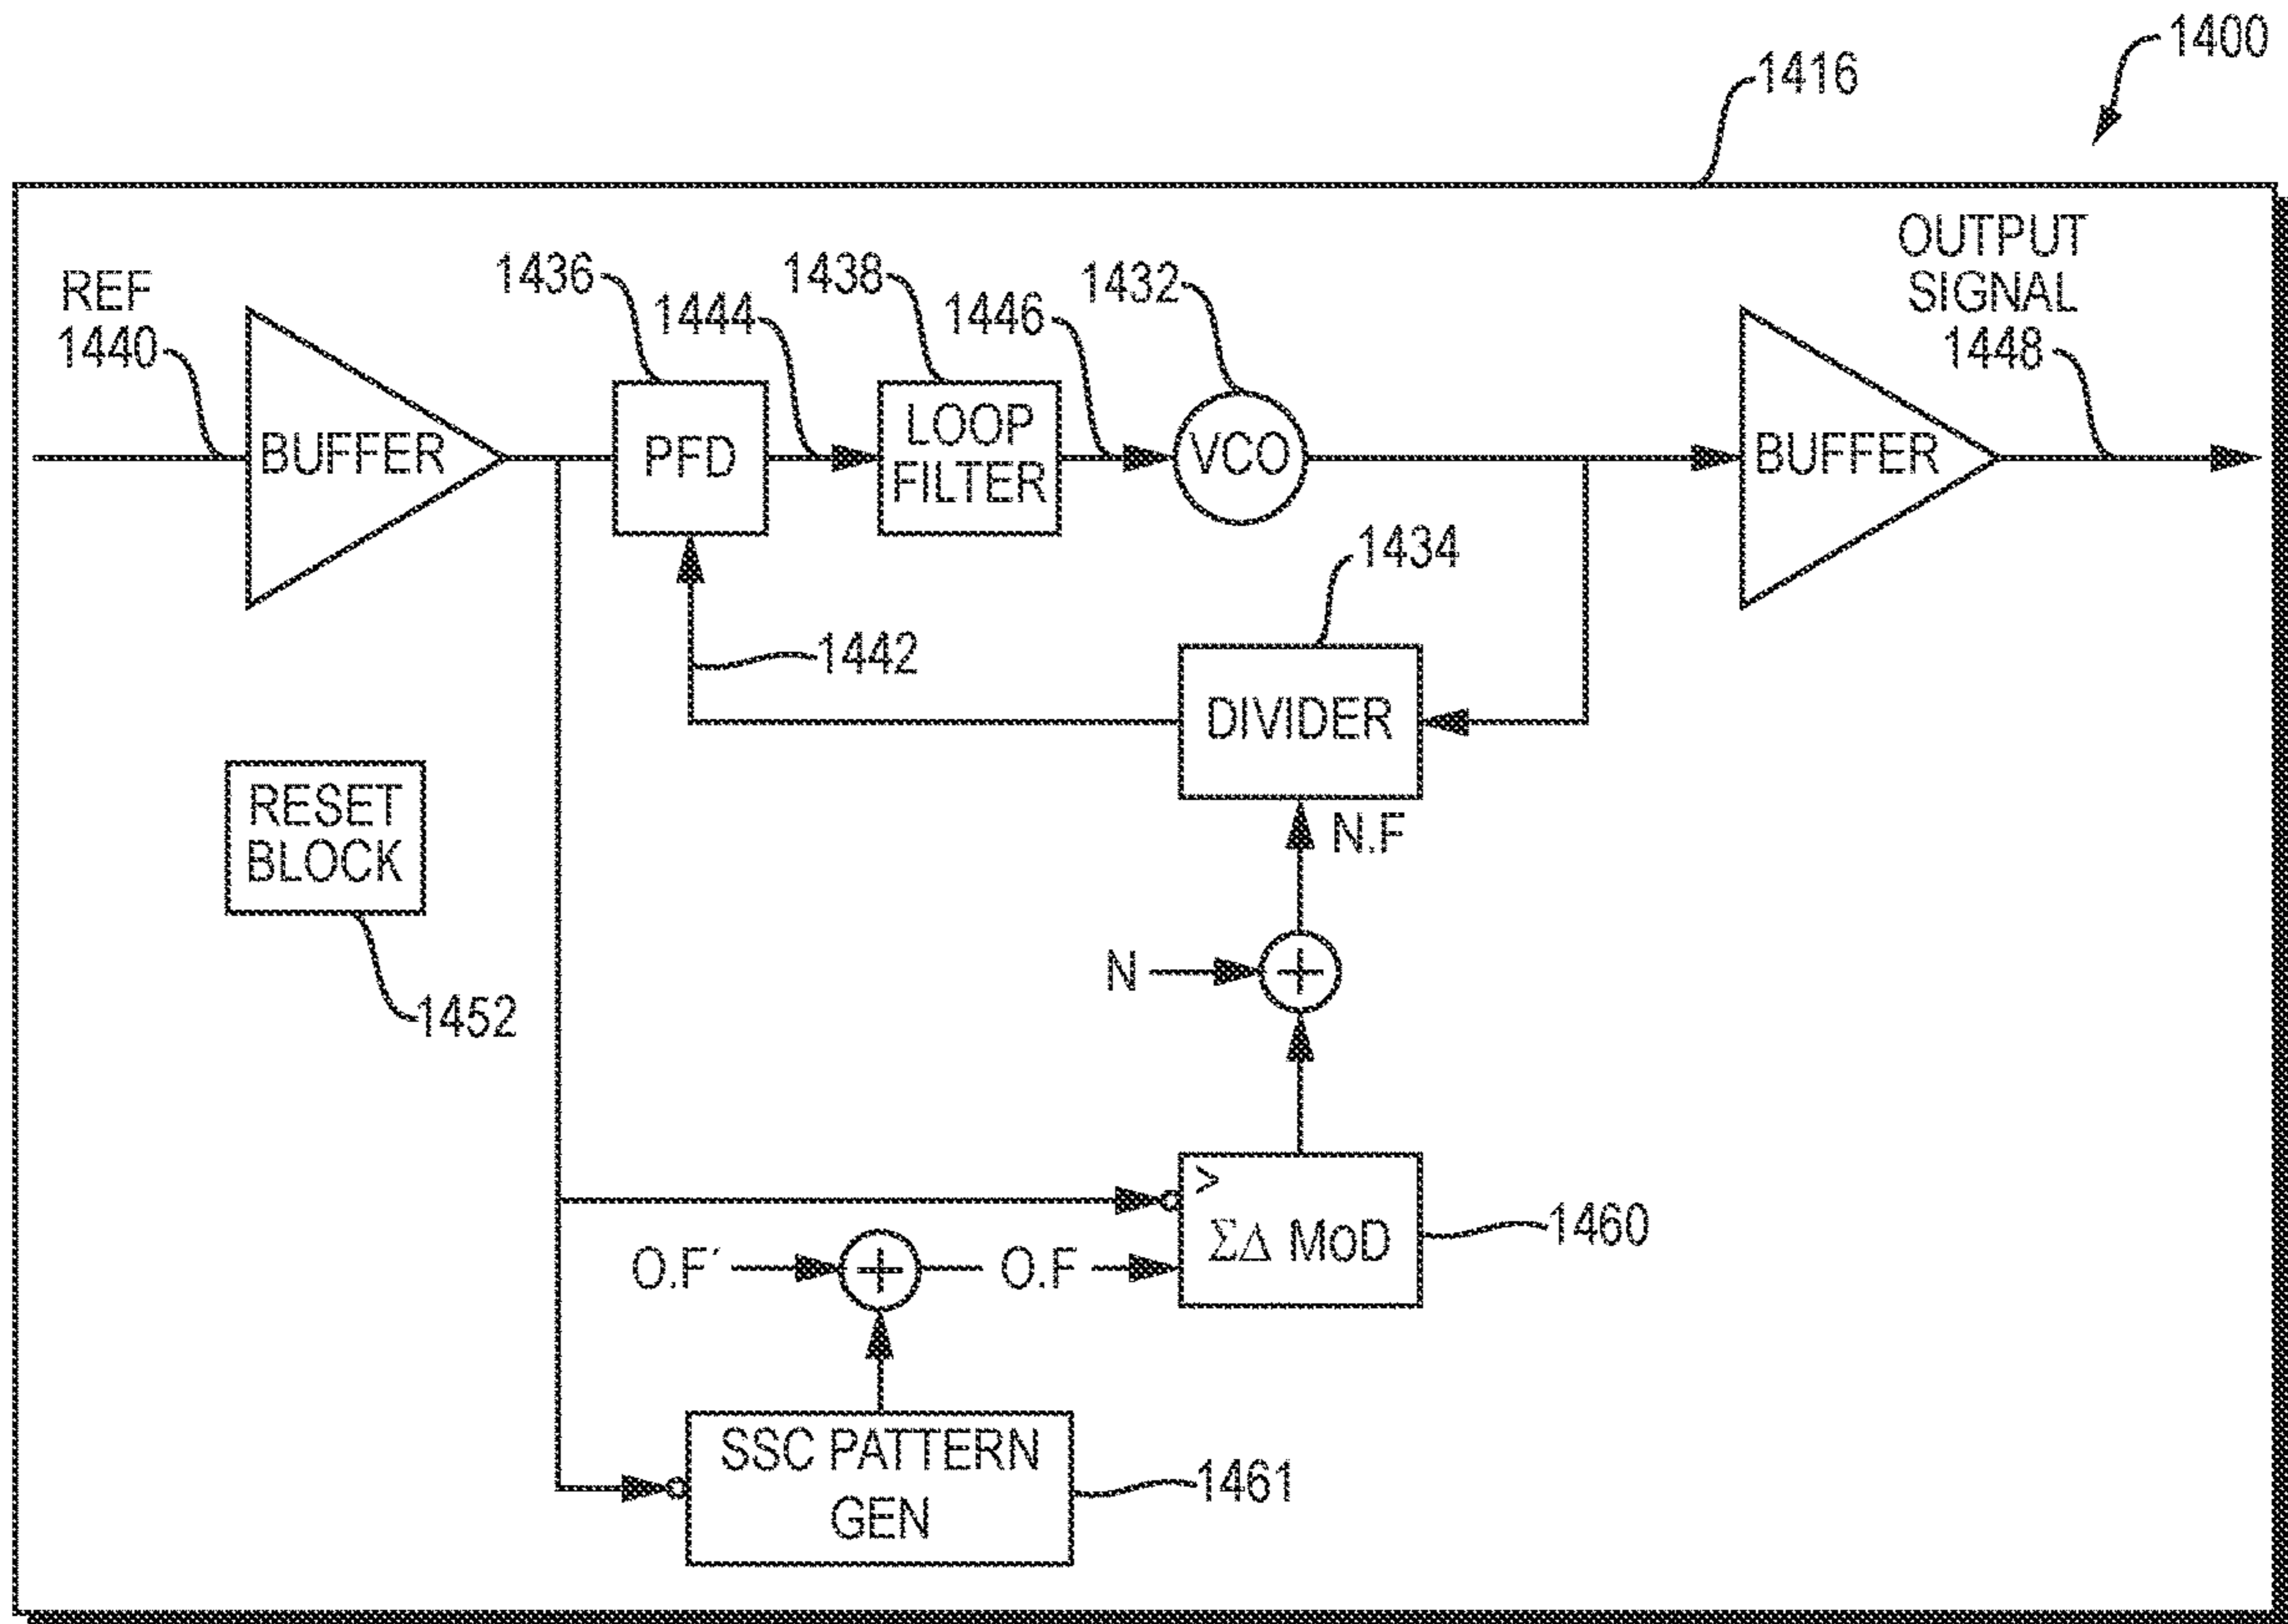 1400
1416
REF
1440
BUFFER
1436
PFD
1444
1438
LOOP
FILTER
1446
1432
VCO
OUTPUT
SIGNAL
1448
BUFFER
1442
1434
DIVIDER
N.F
RESET
BLOCK
1452
N
+
>
ΣΔ MOD
1460
O.F´
+
O.F
SSC PATTERN
GEN
1461